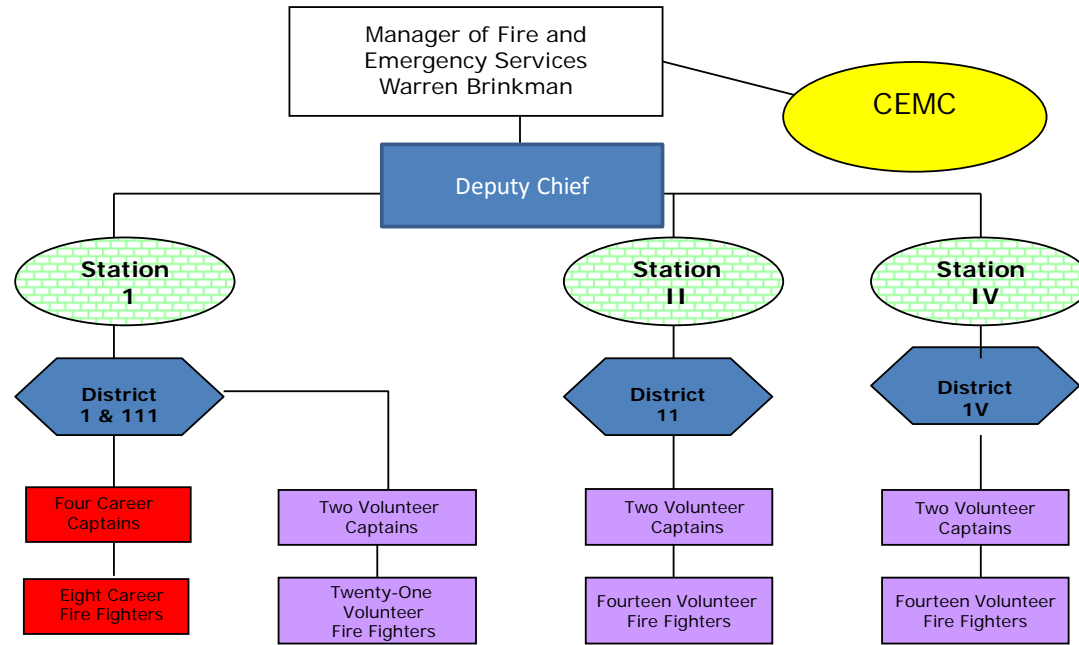 Manager of Fire and
Emergency Services
Warren Brinkman
CEMC
Deputy Chief
Station
1
Station
II
Station
IV
District
1 & 111
District
11
District
1V
Four Career
Captains
Two Volunteer
Captains
Two Volunteer
Captains
Two Volunteer
Captains
Eight Career
Fire Fighters
Twenty-One
Volunteer
Fire Fighters
Fourteen Volunteer
Fire Fighters
Fourteen Volunteer
Fire Fighters